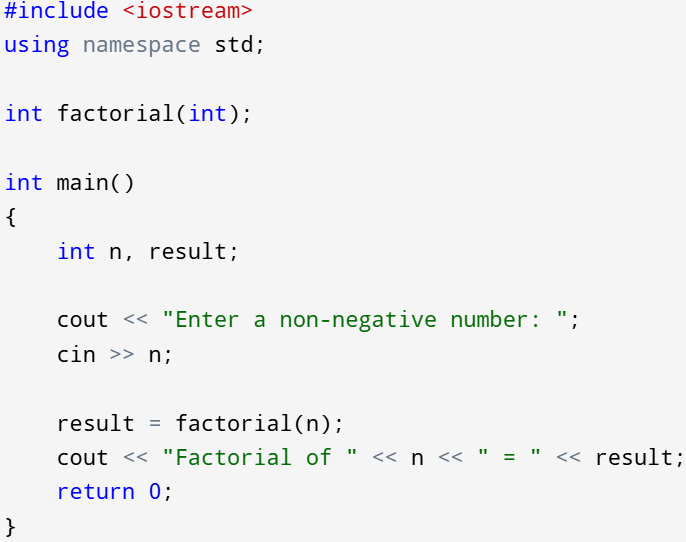 #include <iostream>
using namespace std;
int factorial(int);
int main()
{
int n, result;
cout << "Enter a non-negative number: ";
cin >> n;
result = factorial(n);
cout << "Factorial of " << n << " = " << result;
return 0;
}